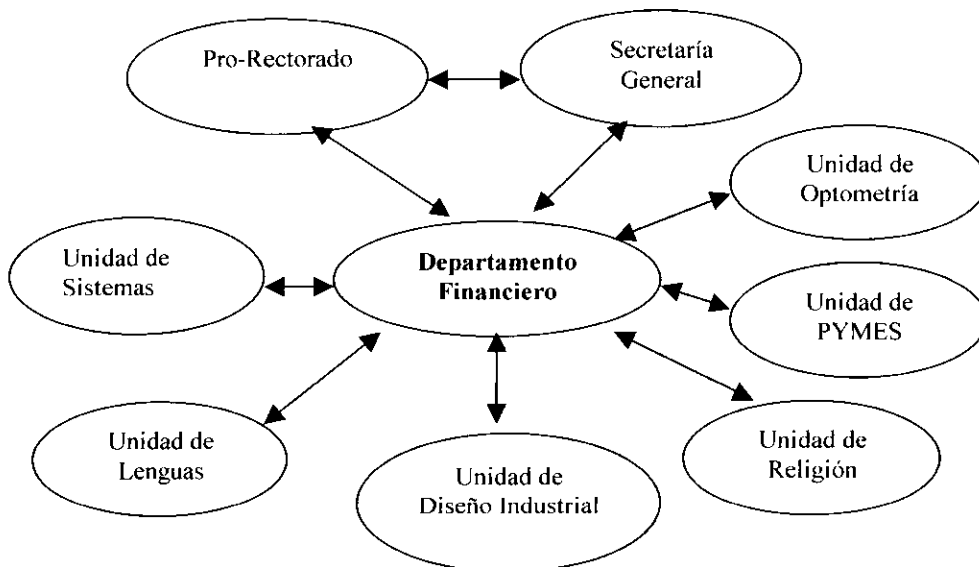 Pro-Rectorado
Secretaría
General
Unidad de
Optometría
Unidad de
Sistemas
Departamento
Financiero
Unidad de
PYMES
Unidad de
Lenguas
Unidad de
Diseño Industrial
Unidad de
Religión